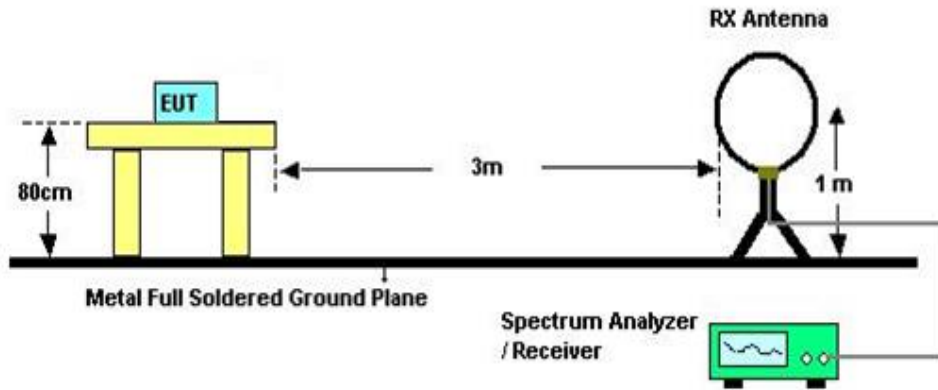 RX Antenna
EUT
3m
80cm
1 m
Metal Full Soldered Ground Plane
Spectrum Analyzer
/ Receiver